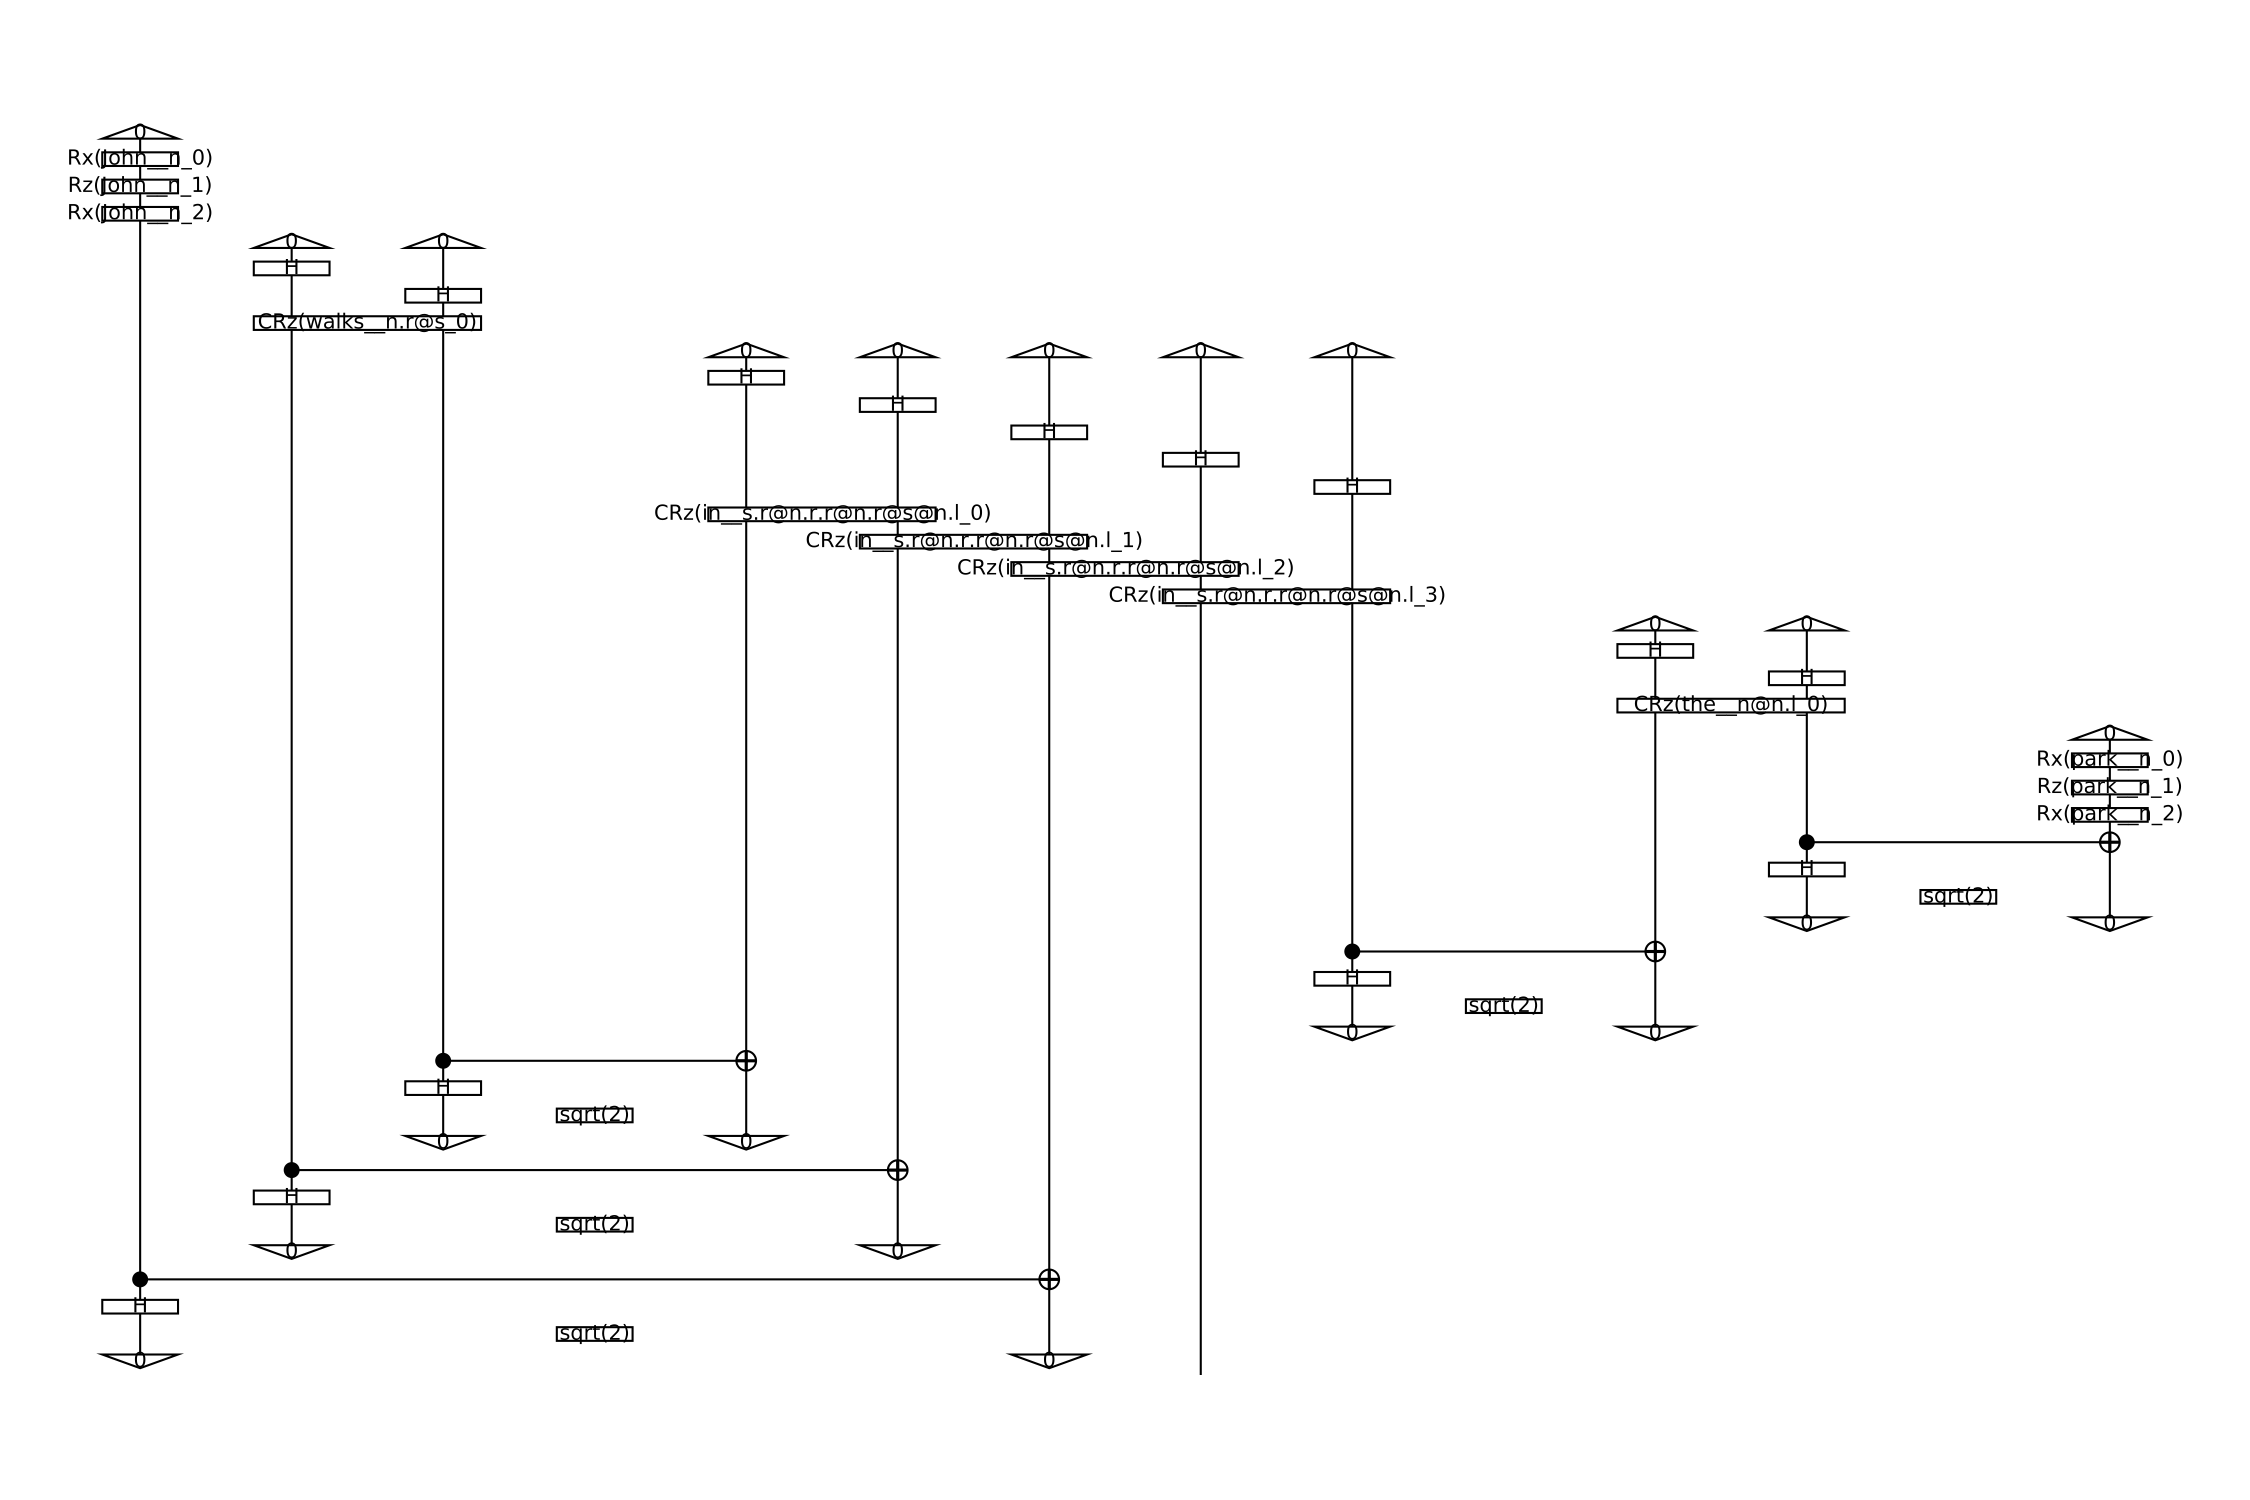 0
Rx(john__n_0)
Rz(john__n_1)
Rx(john__n_2)
0 0
H
H
CRz(walks__n.r@s_0)
0 0 0 0 0
H
H
H
H
H
CRz(in__s.r@n.r.r@n.r@s@n.l_0)
CRz(in__s.r@n.r.r@n.r@s@n.l_1)
CRz(in__s.r@n.r.r@n.r@s@n.l_2)
CRz(in__s.r@n.r.r@n.r@s@n.l_3)
0 0
H
H
CRz(the__n@n.l_0)
0
Rx(park__n_0)
Rz(park__n_1)
Rx(park__n_2)
H
sqrt(2)
0 0
H
sqrt(2)
0 0
H
sqrt(2)
0 0
H
sqrt(2)
0 0
H
sqrt(2)
0 0